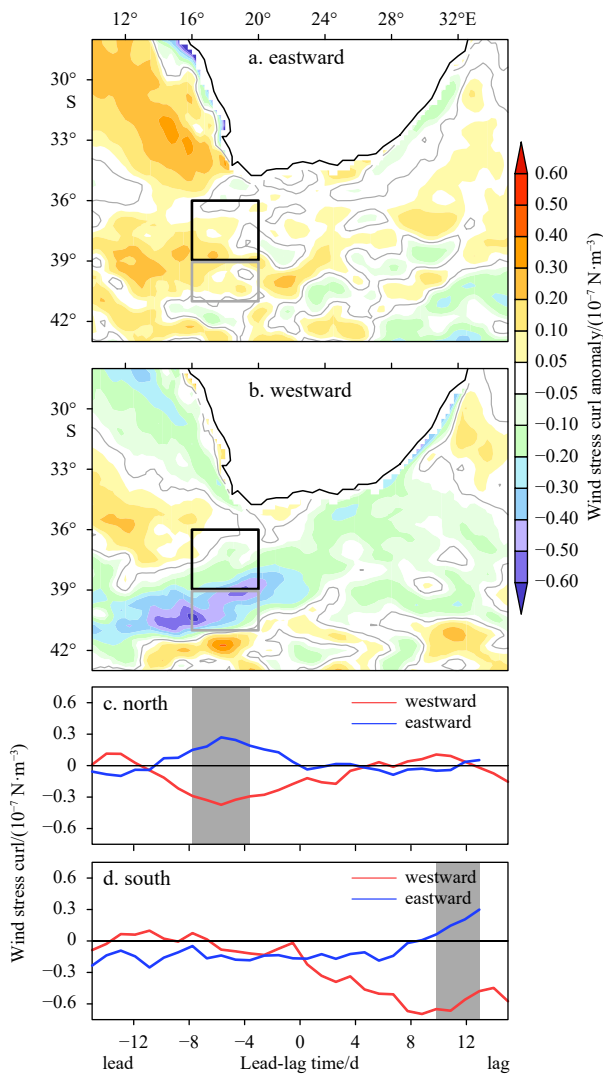 12° 16° 20° 24° 28° 32°E
a. eastward
30°
S
33°
36°
39°
42°
0.60
0.50
0.40
0.30
0.20
0.10
0.05
−0.05
−0.10
−0.20
−0.30
−0.40
−0.50
−0.60
Wind stress curl anomaly/(10⁻⁷ N·m⁻³)
b. westward
30°
S
33°
36°
39°
42°
c. north
westward
eastward
0.6
0.3
0
−0.3
−0.6
d. south
westward
eastward
0.6
0.3
0
−0.3
−0.6
Wind stress curl/(10⁻⁷ N·m⁻³)
−12 −8 −4 0 4 8 12
lead Lead-lag time/d lag